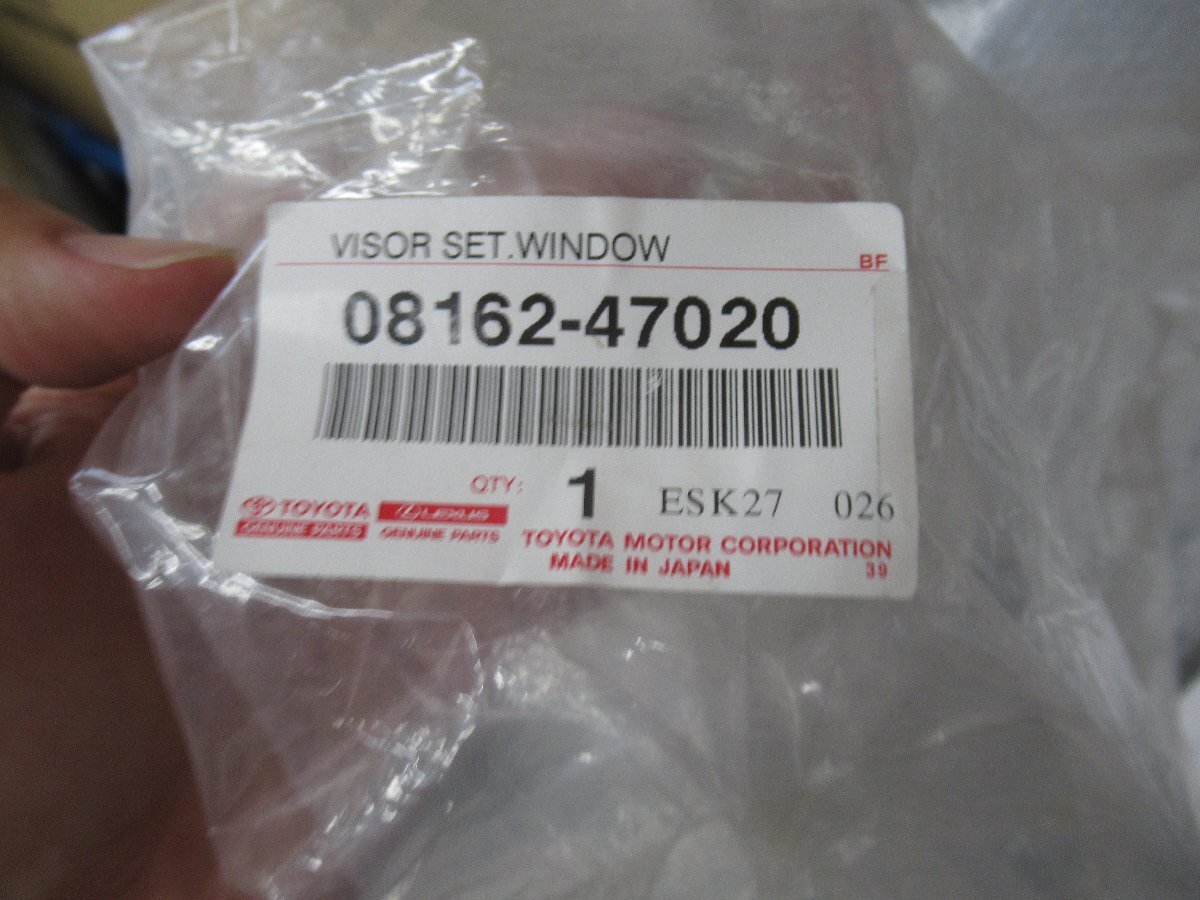 VISOR SET.WINDOW
BF
08162-47020
QTY: 1 ESK27 026
TOYOTA LEXUS
GENUINE PARTS GENUINE PARTS
TOYOTA MOTOR CORPORATION
MADE IN JAPAN 39